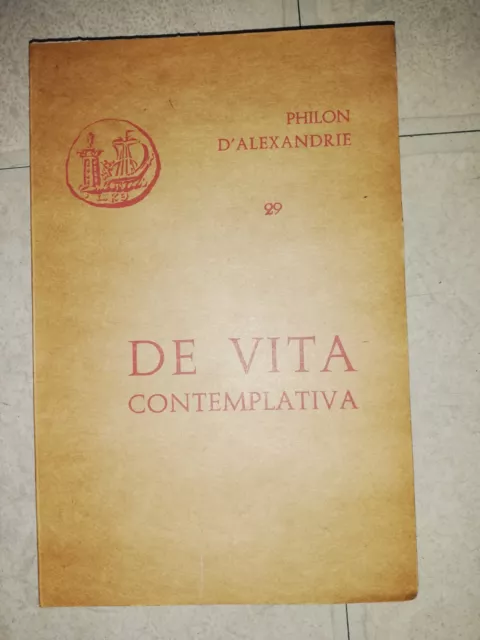 PHILON
D'ALEXANDRIE
29
DE VITA
CONTEMPLATIVA